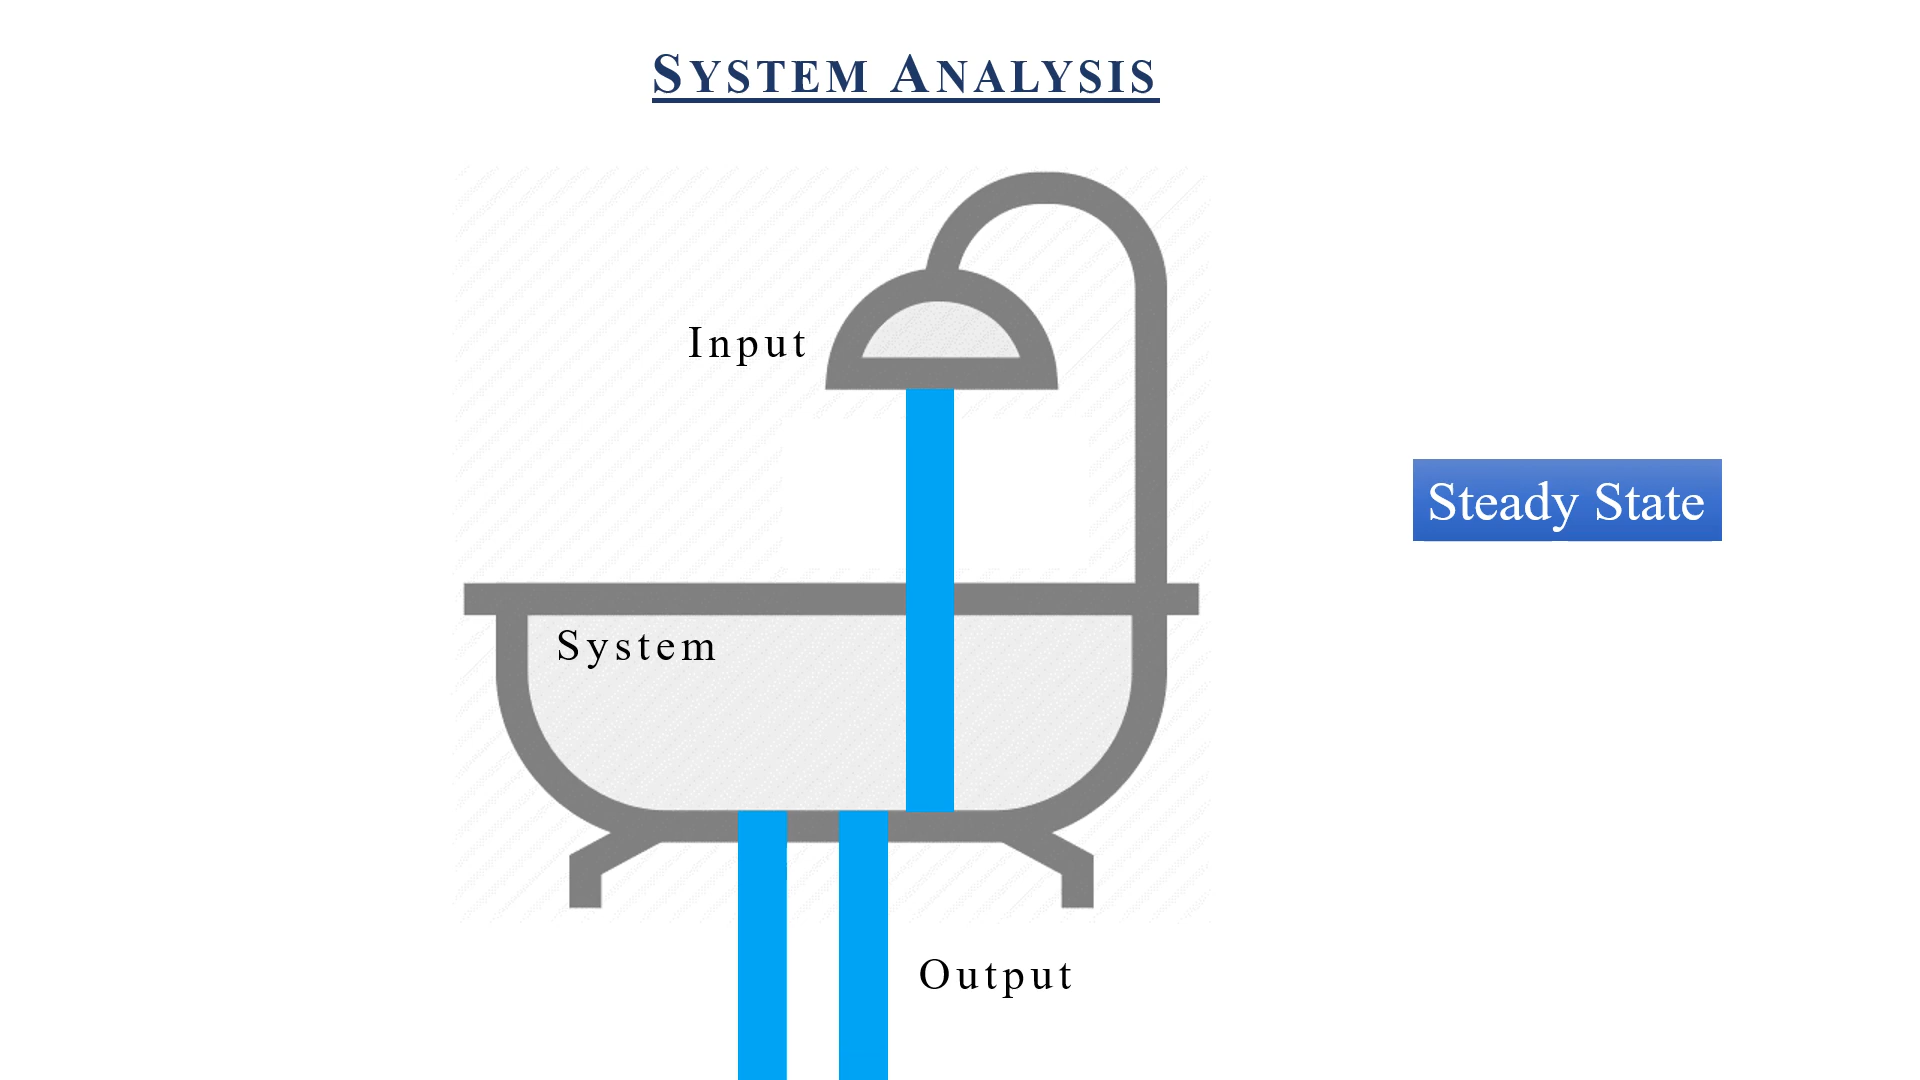 SYSTEM ANALYSIS
Input
Steady State
System
Output